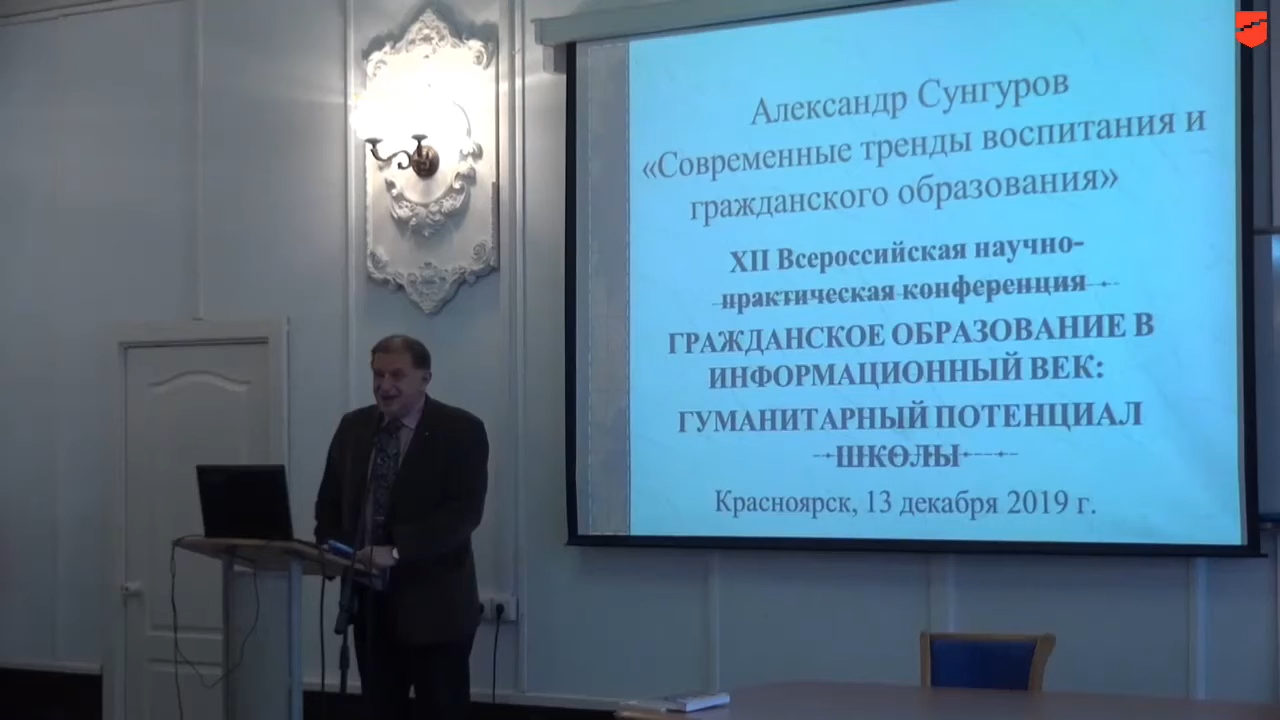 Александр Сунгуров
«Современные тренды воспитания и
гражданского образования»
XII Всероссийская научно-
практическая конференция
ГРАЖДАНСКОЕ ОБРАЗОВАНИЕ В
ИНФОРМАЦИОННЫЙ ВЕК:
ГУМАНИТАРНЫЙ ПОТЕНЦИАЛ
ШКОЛЫ
Красноярск, 13 декабря 2019 г.